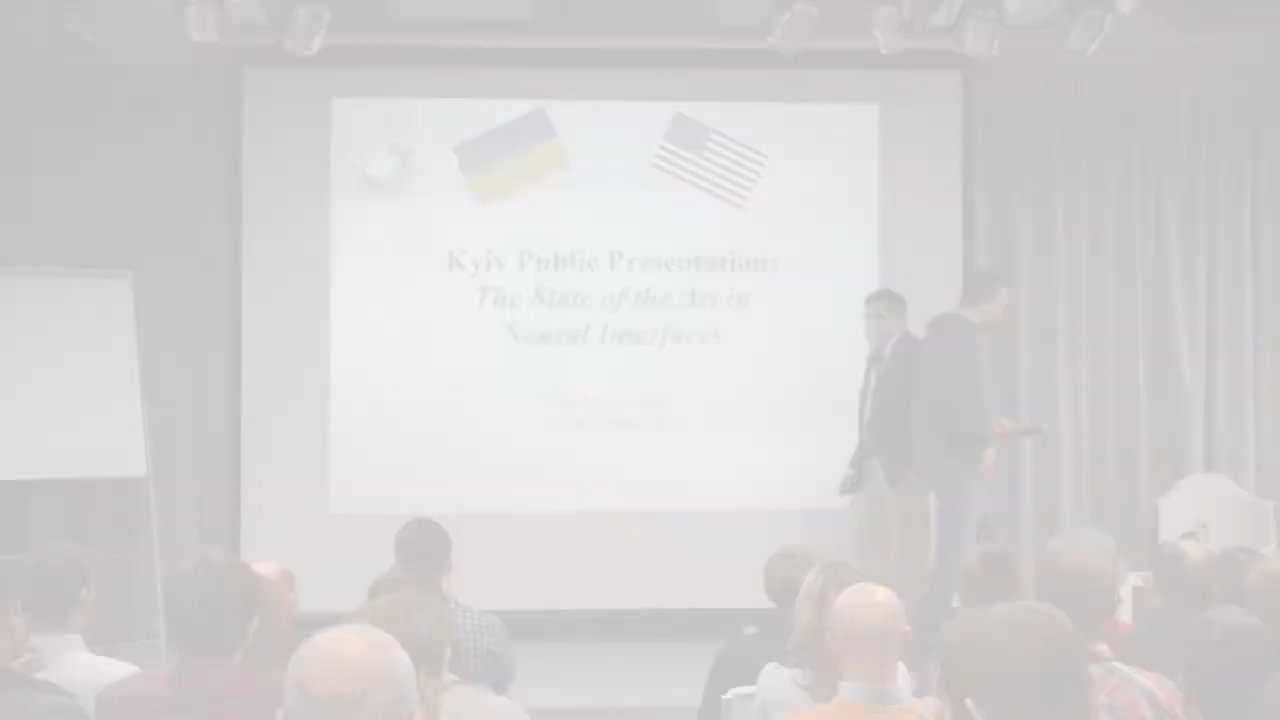 Kyiv Public Presentation:
The State of the Art in
Neural Interfaces